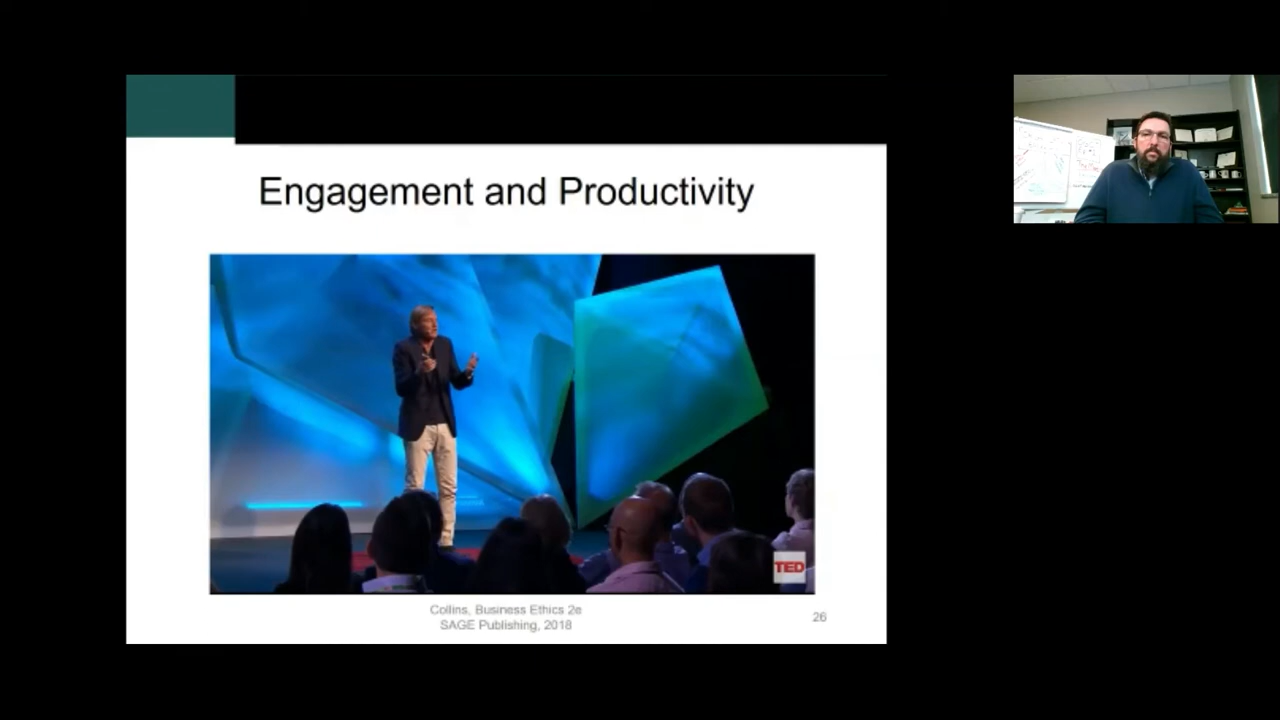 Engagement and Productivity
TED
Collins, Business Ethics 2e
SAGE Publishing, 2018
26